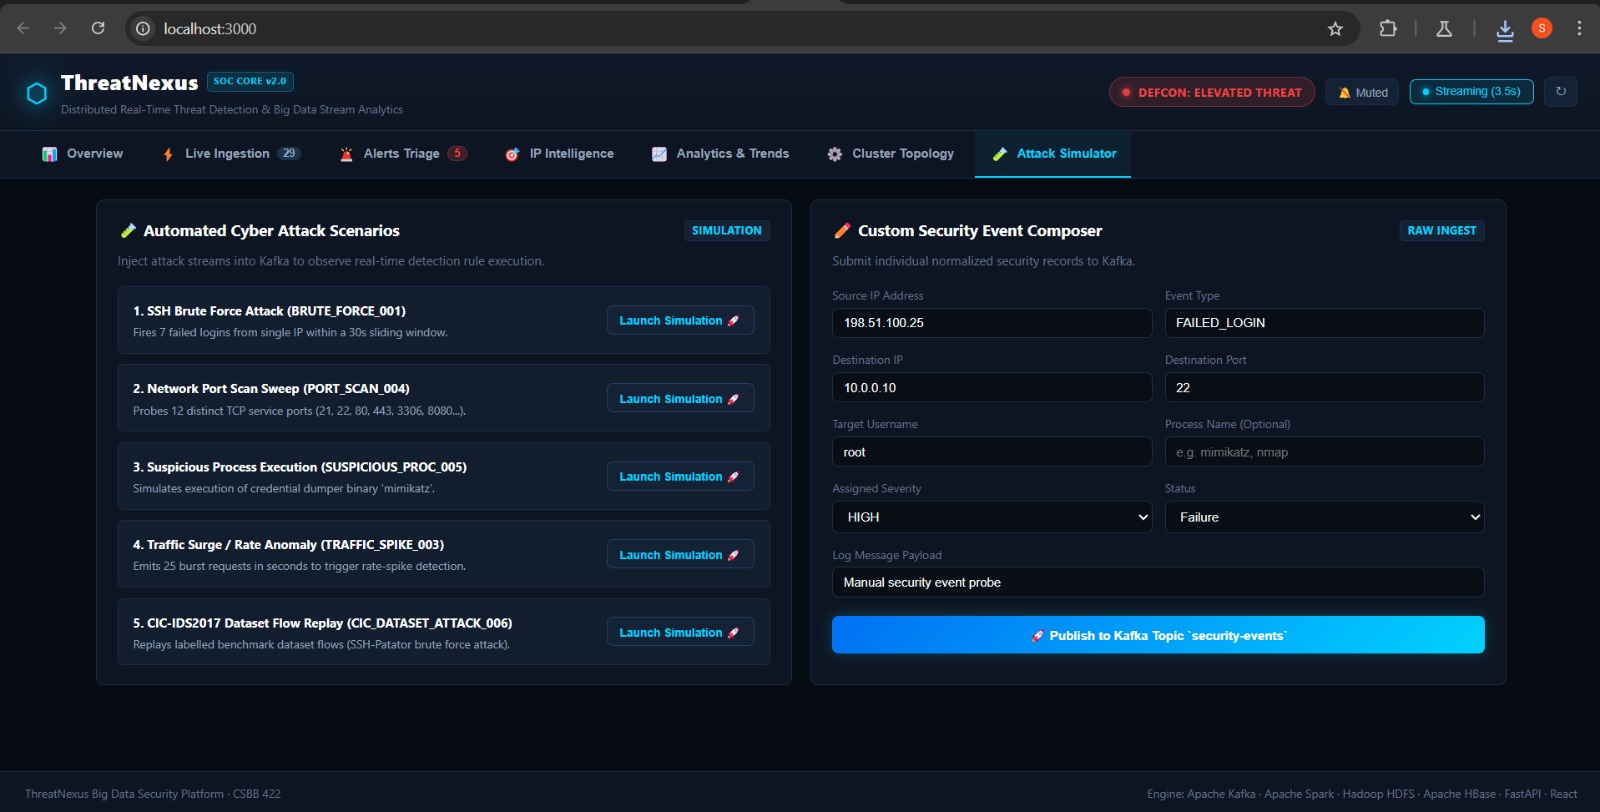 localhost:3000
S
ThreatNexus SOC CORE v2.0
Distributed Real-Time Threat Detection & Big Data Stream Analytics
DEFCON: ELEVATED THREAT
Muted
Streaming (3.5s)
Overview
Live Ingestion 29
Alerts Triage 5
IP Intelligence
Analytics & Trends
Cluster Topology
Attack Simulator
Automated Cyber Attack Scenarios
SIMULATION
Inject attack streams into Kafka to observe real-time detection rule execution.
1. SSH Brute Force Attack (BRUTE_FORCE_001)
Fires 7 failed logins from single IP within a 30s sliding window.
Launch Simulation
2. Network Port Scan Sweep (PORT_SCAN_004)
Probes 12 distinct TCP service ports (21, 22, 80, 443, 3306, 8080...).
Launch Simulation
3. Suspicious Process Execution (SUSPICIOUS_PROC_005)
Simulates execution of credential dumper binary 'mimikatz'.
Launch Simulation
4. Traffic Surge / Rate Anomaly (TRAFFIC_SPIKE_003)
Emits 25 burst requests in seconds to trigger rate-spike detection.
Launch Simulation
5. CIC-IDS2017 Dataset Flow Replay (CIC_DATASET_ATTACK_006)
Replays labelled benchmark dataset flows (SSH-Patator brute force attack).
Launch Simulation
Custom Security Event Composer
RAW INGEST
Submit individual normalized security records to Kafka.
Source IP Address
198.51.100.25
Event Type
FAILED_LOGIN
Destination IP
10.0.0.10
Destination Port
22
Target Username
root
Process Name (Optional)
e.g. mimikatz, nmap
Assigned Severity
HIGH
Status
Failure
Log Message Payload
Manual security event probe
Publish to Kafka Topic `security-events`
ThreatNexus Big Data Security Platform · CSBB 422
Engine: Apache Kafka · Apache Spark · Hadoop HDFS · Apache HBase · FastAPI · React